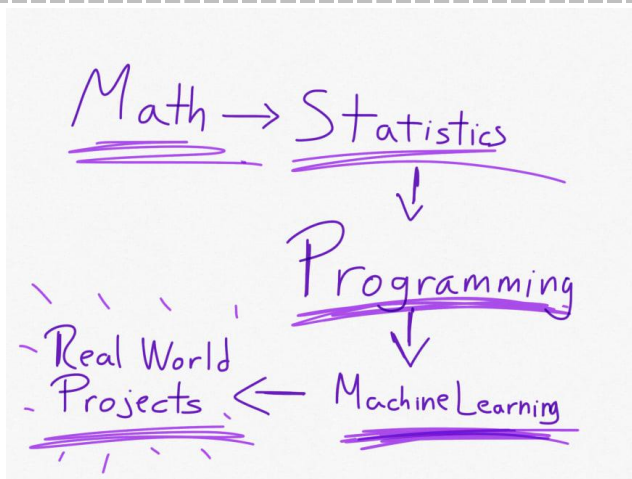 Math → Statistics
Programming
Machine Learning
Real World
Projects